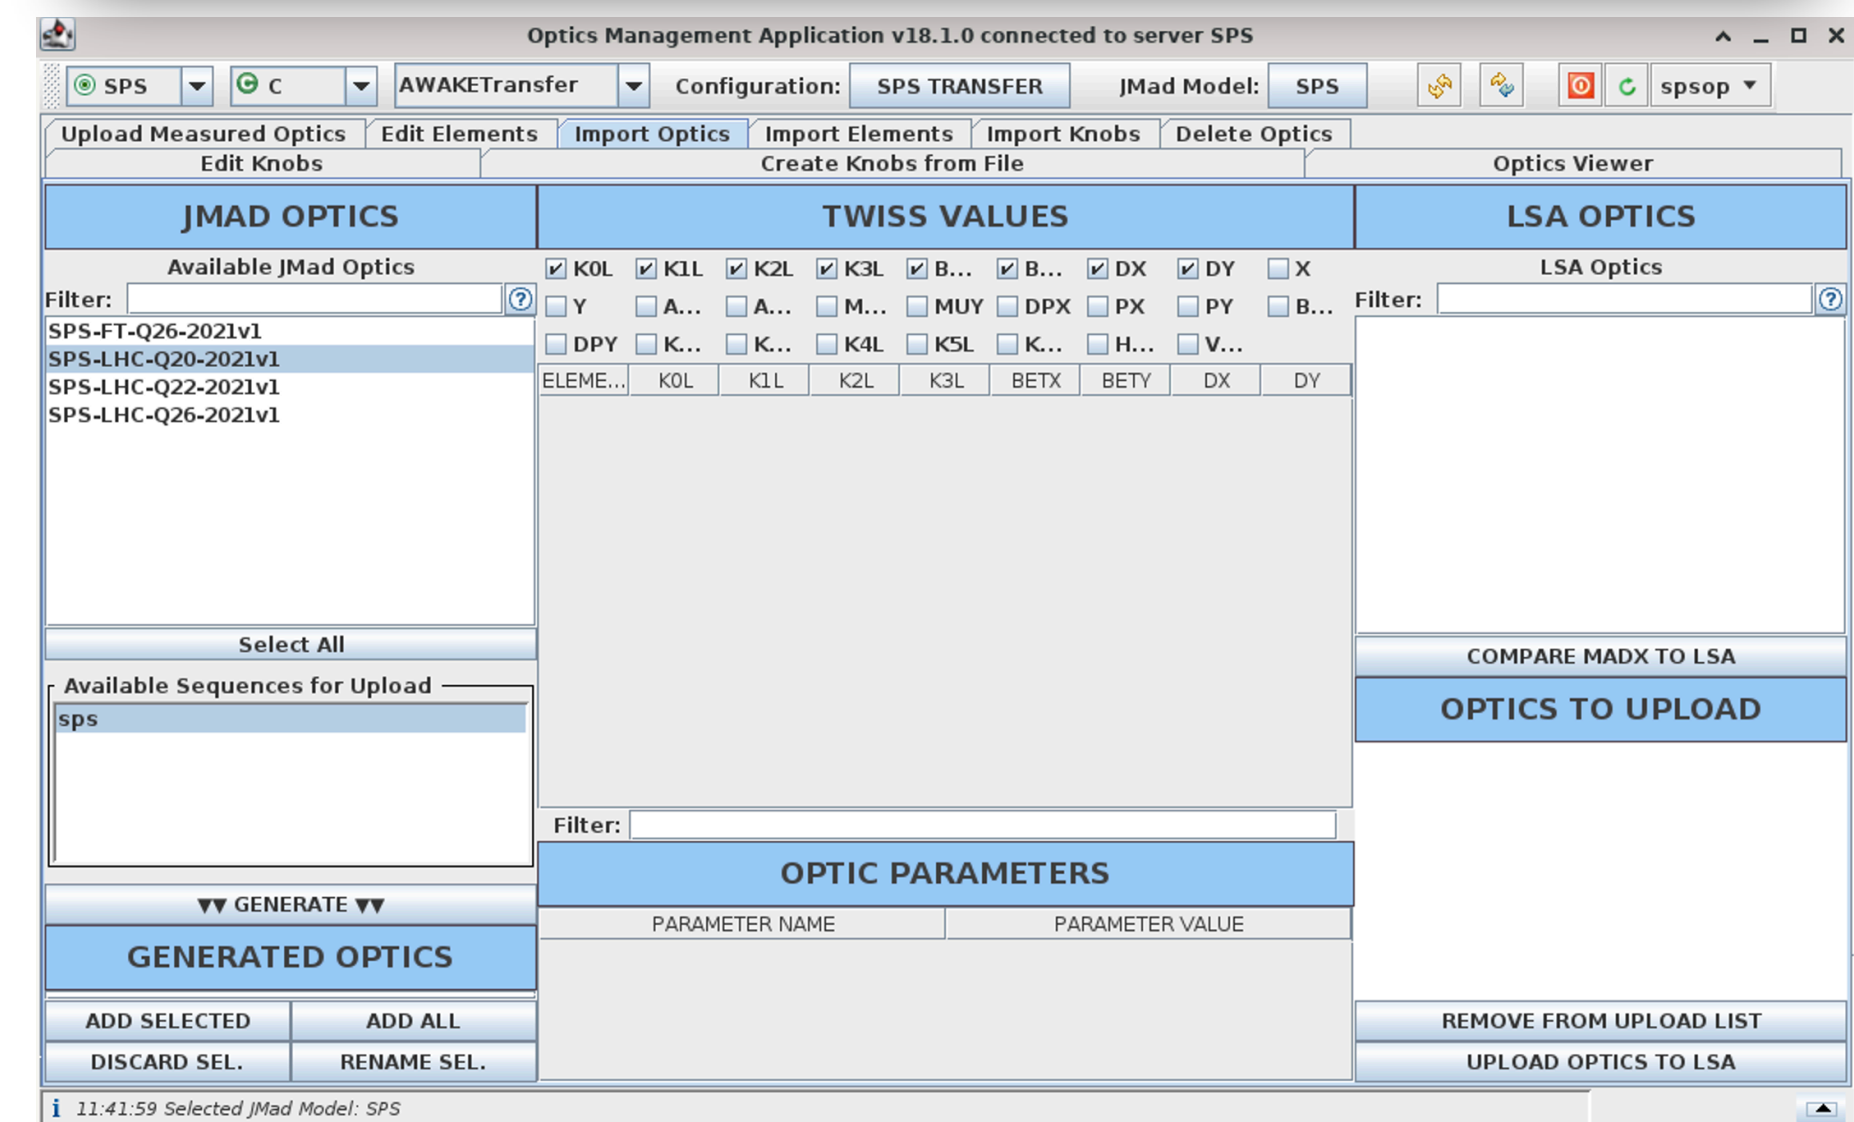 Optics Management Application v18.1.0 connected to server SPS
SPS C AWAKETransfer Configuration: SPS TRANSFER JMad Model: SPS spsop
Upload Measured Optics Edit Elements Import Optics Import Elements Import Knobs Delete Optics
Edit Knobs Create Knobs from File Optics Viewer
JMAD OPTICS
Available JMad Optics
Filter:
SPS-FT-Q26-2021v1
SPS-LHC-Q20-2021v1
SPS-LHC-Q22-2021v1
SPS-LHC-Q26-2021v1
Select All
Available Sequences for Upload
sps
▼▼ GENERATE ▼▼
GENERATED OPTICS
ADD SELECTED ADD ALL
DISCARD SEL. RENAME SEL.
TWISS VALUES
K0L K1L K2L K3L B... B... DX DY X
Y A... A... M... MUY DPX PX PY B...
DPY K... K... K4L K5L K... H... V...
ELEME... K0L K1L K2L K3L BETX BETY DX DY
Filter:
OPTIC PARAMETERS
PARAMETER NAME PARAMETER VALUE
LSA OPTICS
LSA Optics
Filter:
COMPARE MADX TO LSA
OPTICS TO UPLOAD
REMOVE FROM UPLOAD LIST
UPLOAD OPTICS TO LSA
11:41:59 Selected JMad Model: SPS